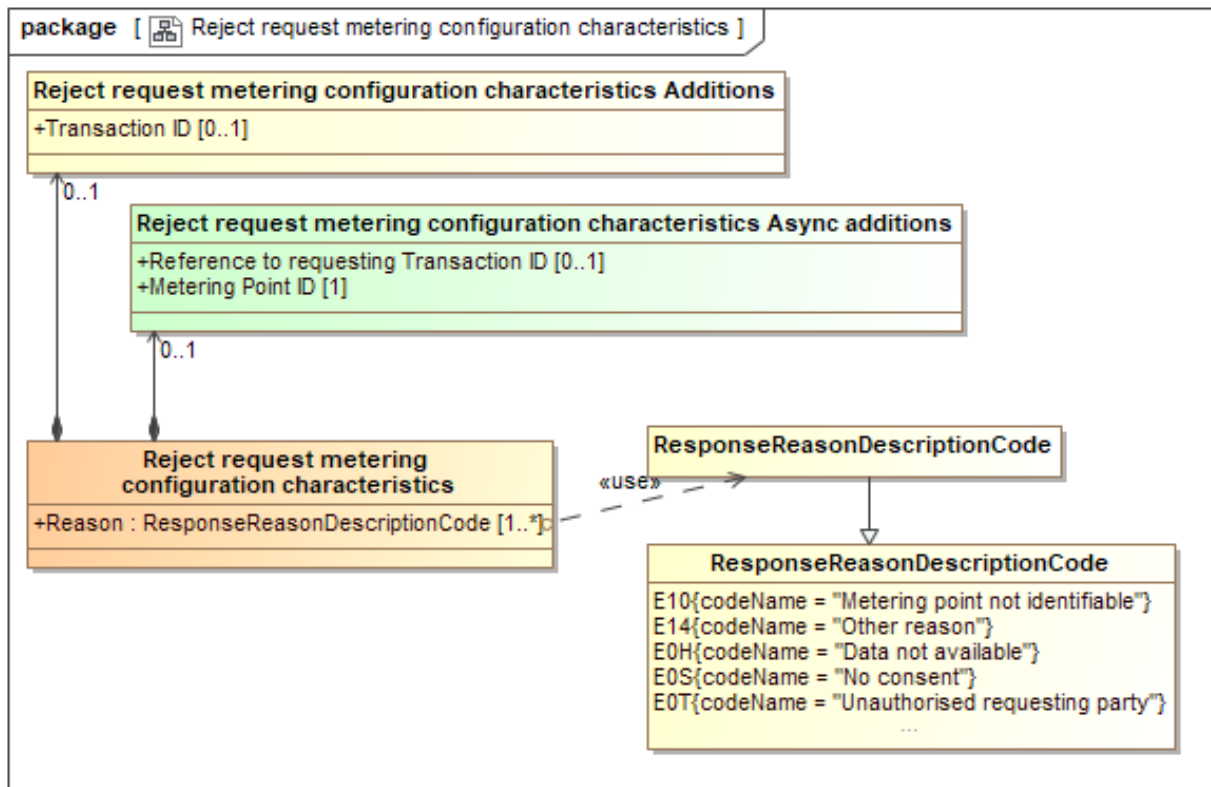 package [ Reject request metering configuration characteristics ]
Reject request metering configuration characteristics Additions
+Transaction ID [0..1]
0..1
Reject request metering configuration characteristics Async additions
+Reference to requesting Transaction ID [0..1]
+Metering Point ID [1]
0..1
Reject request metering
configuration characteristics
+Reason : ResponseReasonDescriptionCode [1..*]
«use»
ResponseReasonDescriptionCode
ResponseReasonDescriptionCode
E10{codeName = "Metering point not identifiable"}
E14{codeName = "Other reason"}
E0H{codeName = "Data not available"}
E0S{codeName = "No consent"}
E0T{codeName = "Unauthorised requesting party"}
...